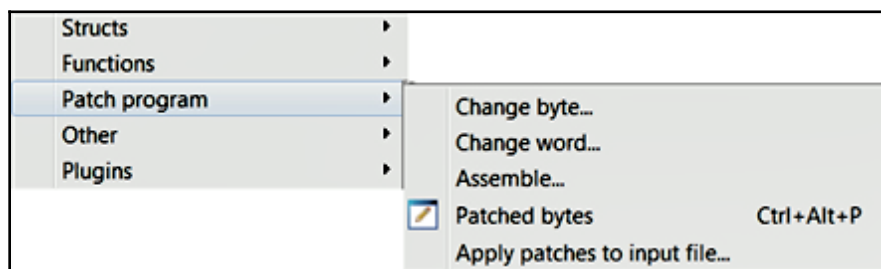 Structs
Functions
Patch program
Other
Plugins
Change byte...
Change word...
Assemble...
Patched bytes Ctrl+Alt+P
Apply patches to input file...